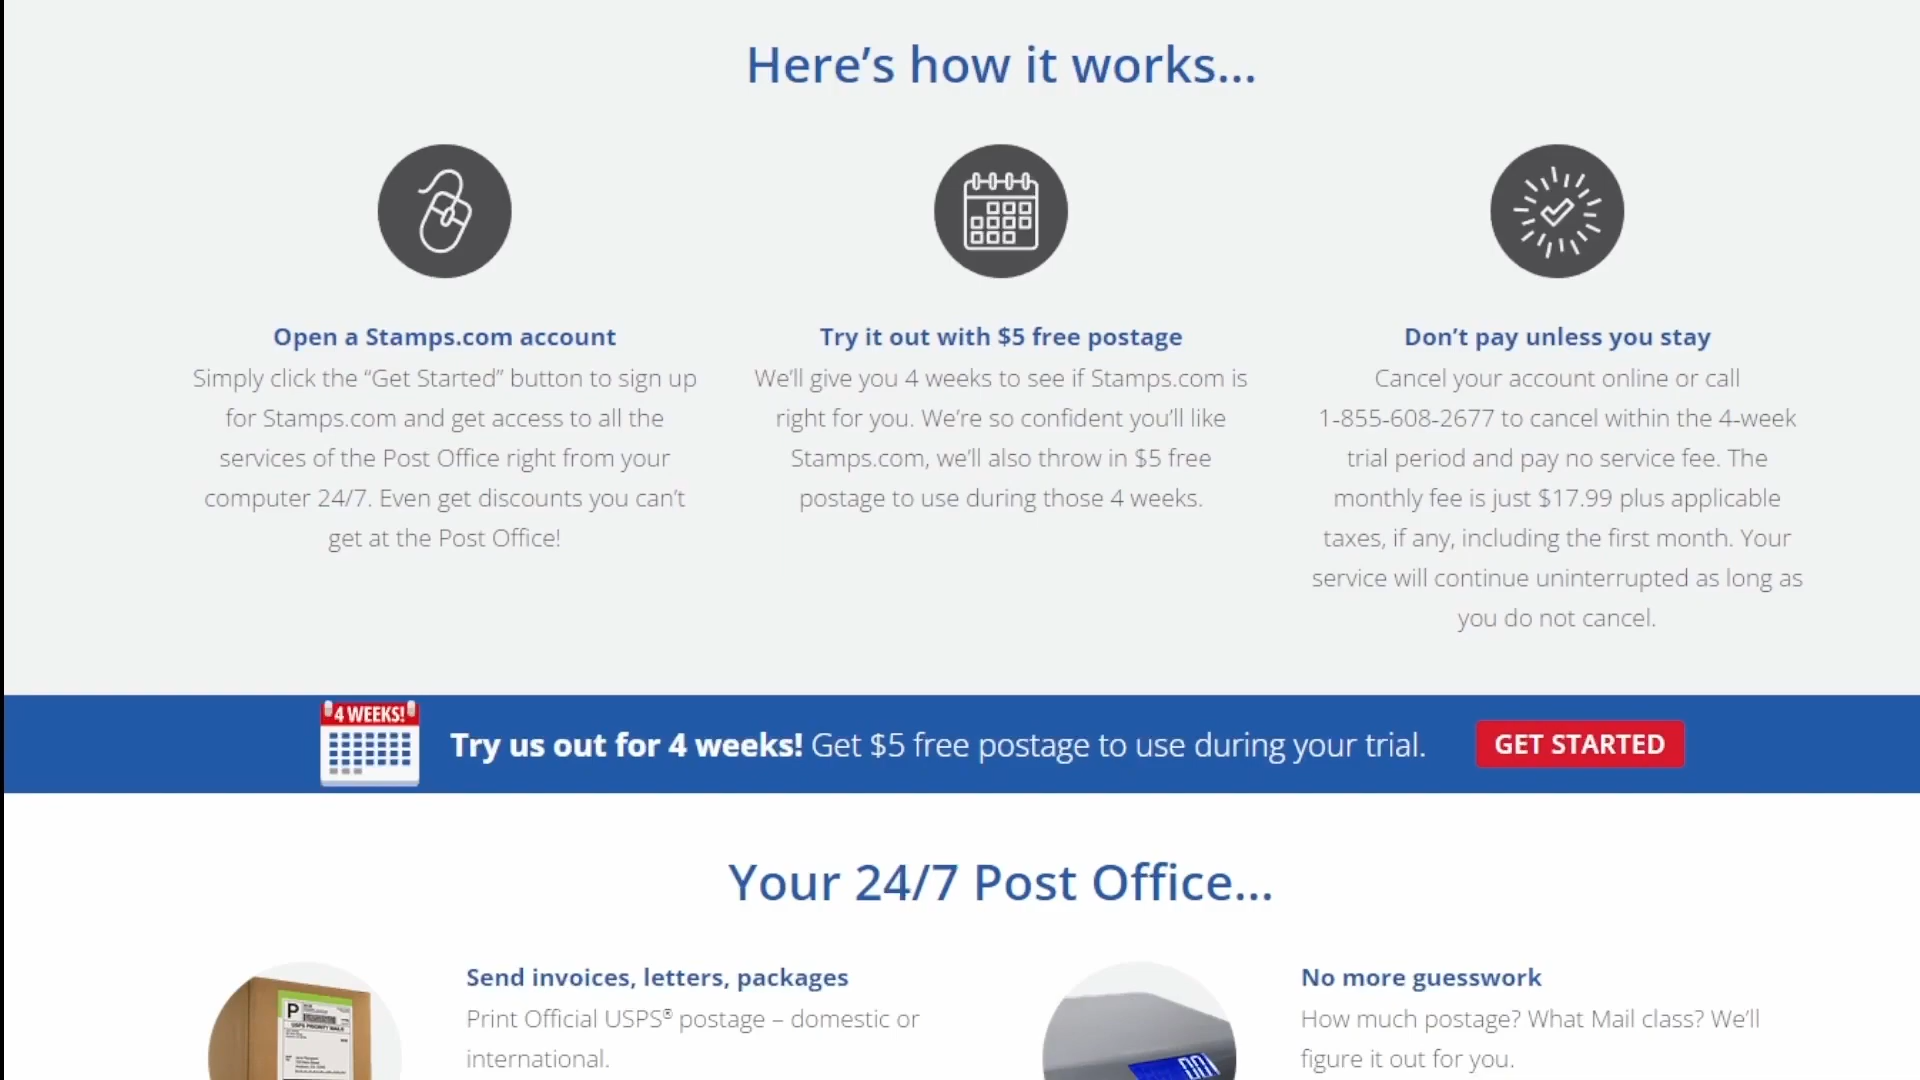 Here’s how it works...
Open a Stamps.com account
Simply click the “Get Started” button to sign up
for Stamps.com and get access to all the
services of the Post Office right from your
computer 24/7. Even get discounts you can’t
get at the Post Office!
Try it out with $5 free postage
We’ll give you 4 weeks to see if Stamps.com is
right for you. We’re so confident you’ll like
Stamps.com, we’ll also throw in $5 free
postage to use during those 4 weeks.
Don’t pay unless you stay
Cancel your account online or call
1-855-608-2677 to cancel within the 4-week
trial period and pay no service fee. The
monthly fee is just $17.99 plus applicable
taxes, if any, including the first month. Your
service will continue uninterrupted as long as
you do not cancel.
4 WEEKS!
Try us out for 4 weeks! Get $5 free postage to use during your trial.
GET STARTED
Your 24/7 Post Office...
P
USPS PRIORITY MAIL
Send invoices, letters, packages
Print Official USPS® postage – domestic or
international.
No more guesswork
How much postage? What Mail class? We’ll
figure it out for you.